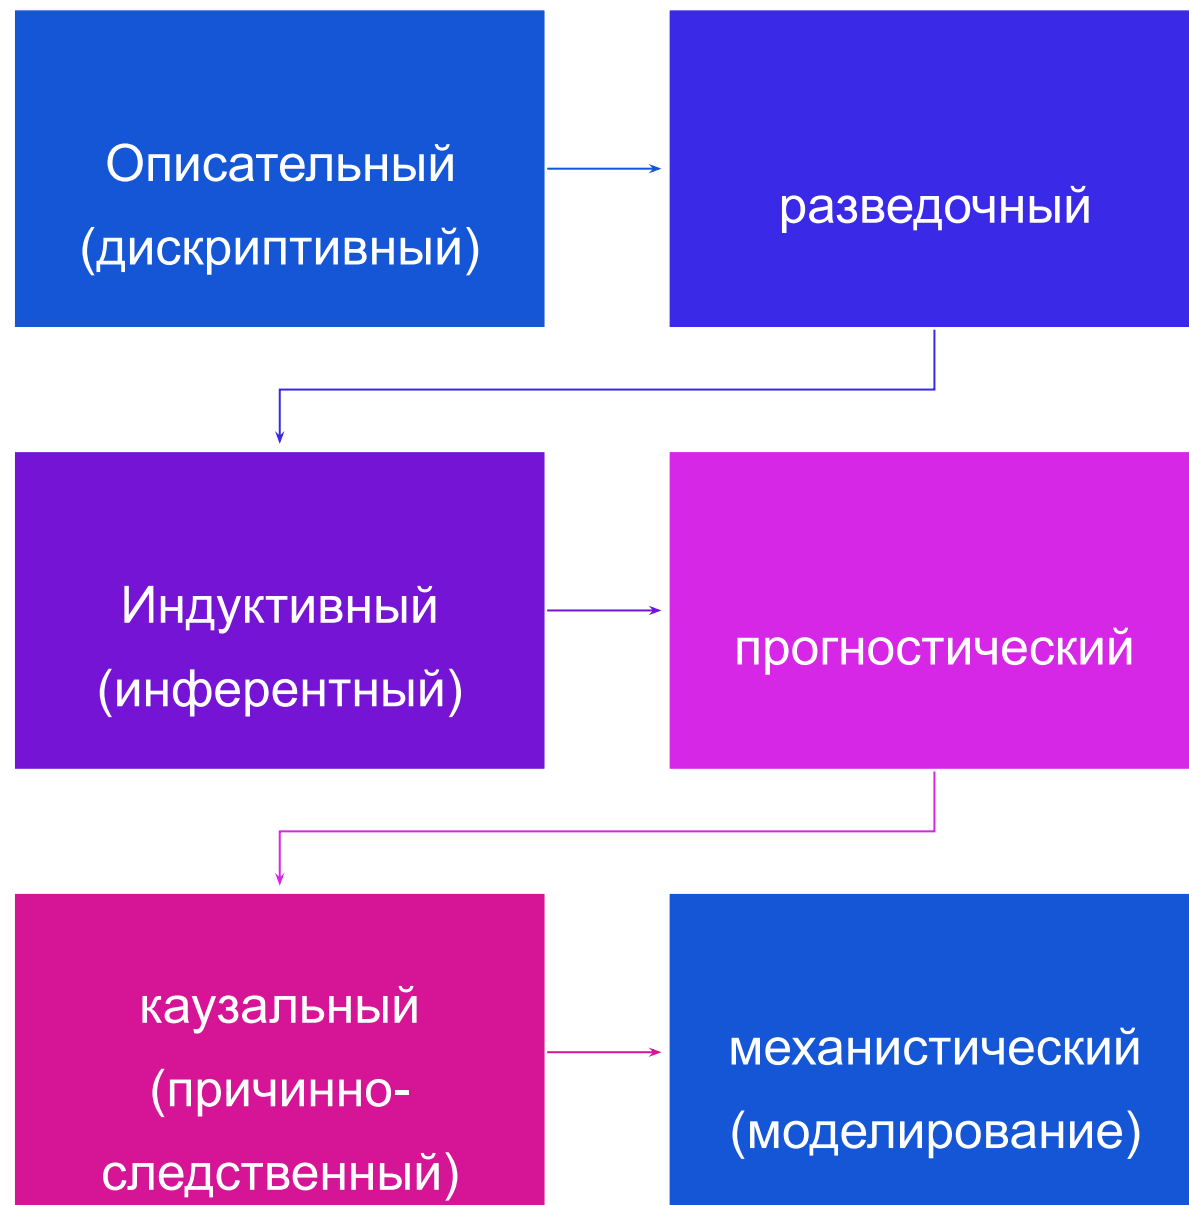 Описательный
(дискриптивный)
разведочный
Индуктивный
(инферентный)
прогностический
каузальный
(причинно-
следственный)
механистический
(моделирование)